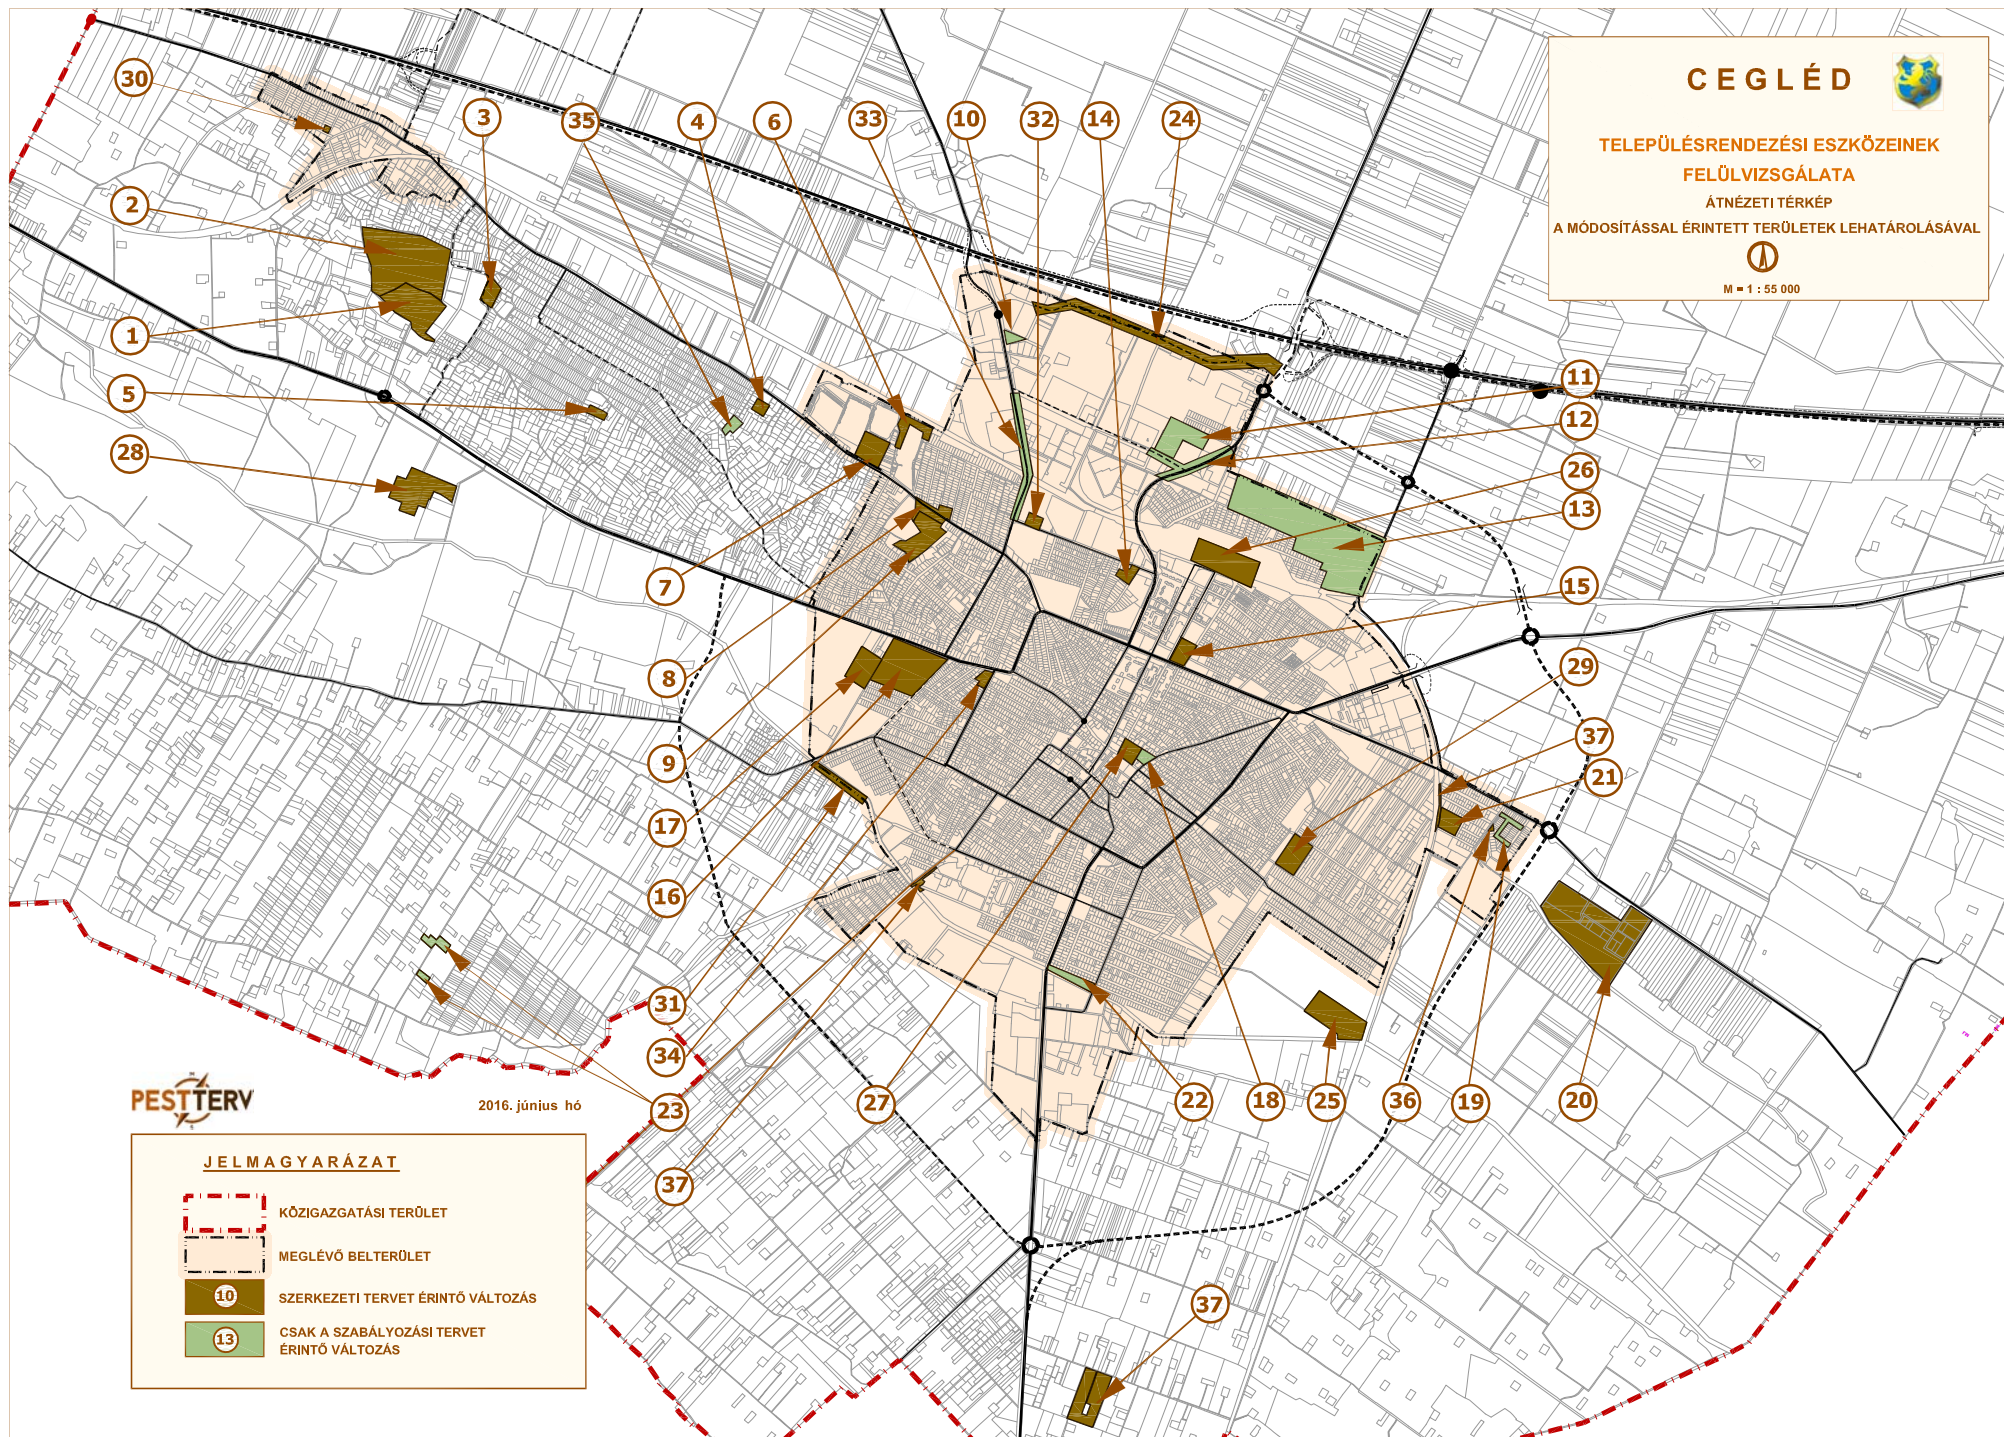 CEGLÉD
TELEPÜLÉSRENDEZÉSI ESZKÖZEINEK
FELÜLVIZSGÁLATA
ÁTNÉZETI TÉRKÉP
A MÓDOSÍTÁSSAL ÉRINTETT TERÜLETEK LEHATÁROLÁSÁVAL
M = 1 : 55 000
30
3
35
4
6
33
10
32
14
24
2
1
5
28
11
12
26
13
7
15
8
29
9
37
21
17
16
31
34
23
27
22
18
25
36
19
20
37
37
PESTTERV
2016. június hó
JELMAGYARÁZAT
KÖZIGAZGATÁSI TERÜLET
MEGLÉVŐ BELTERÜLET
10
SZERKEZETI TERVET ÉRINTŐ VÁLTOZÁS
13
CSAK A SZABÁLYOZÁSI TERVET
ÉRINTŐ VÁLTOZÁS